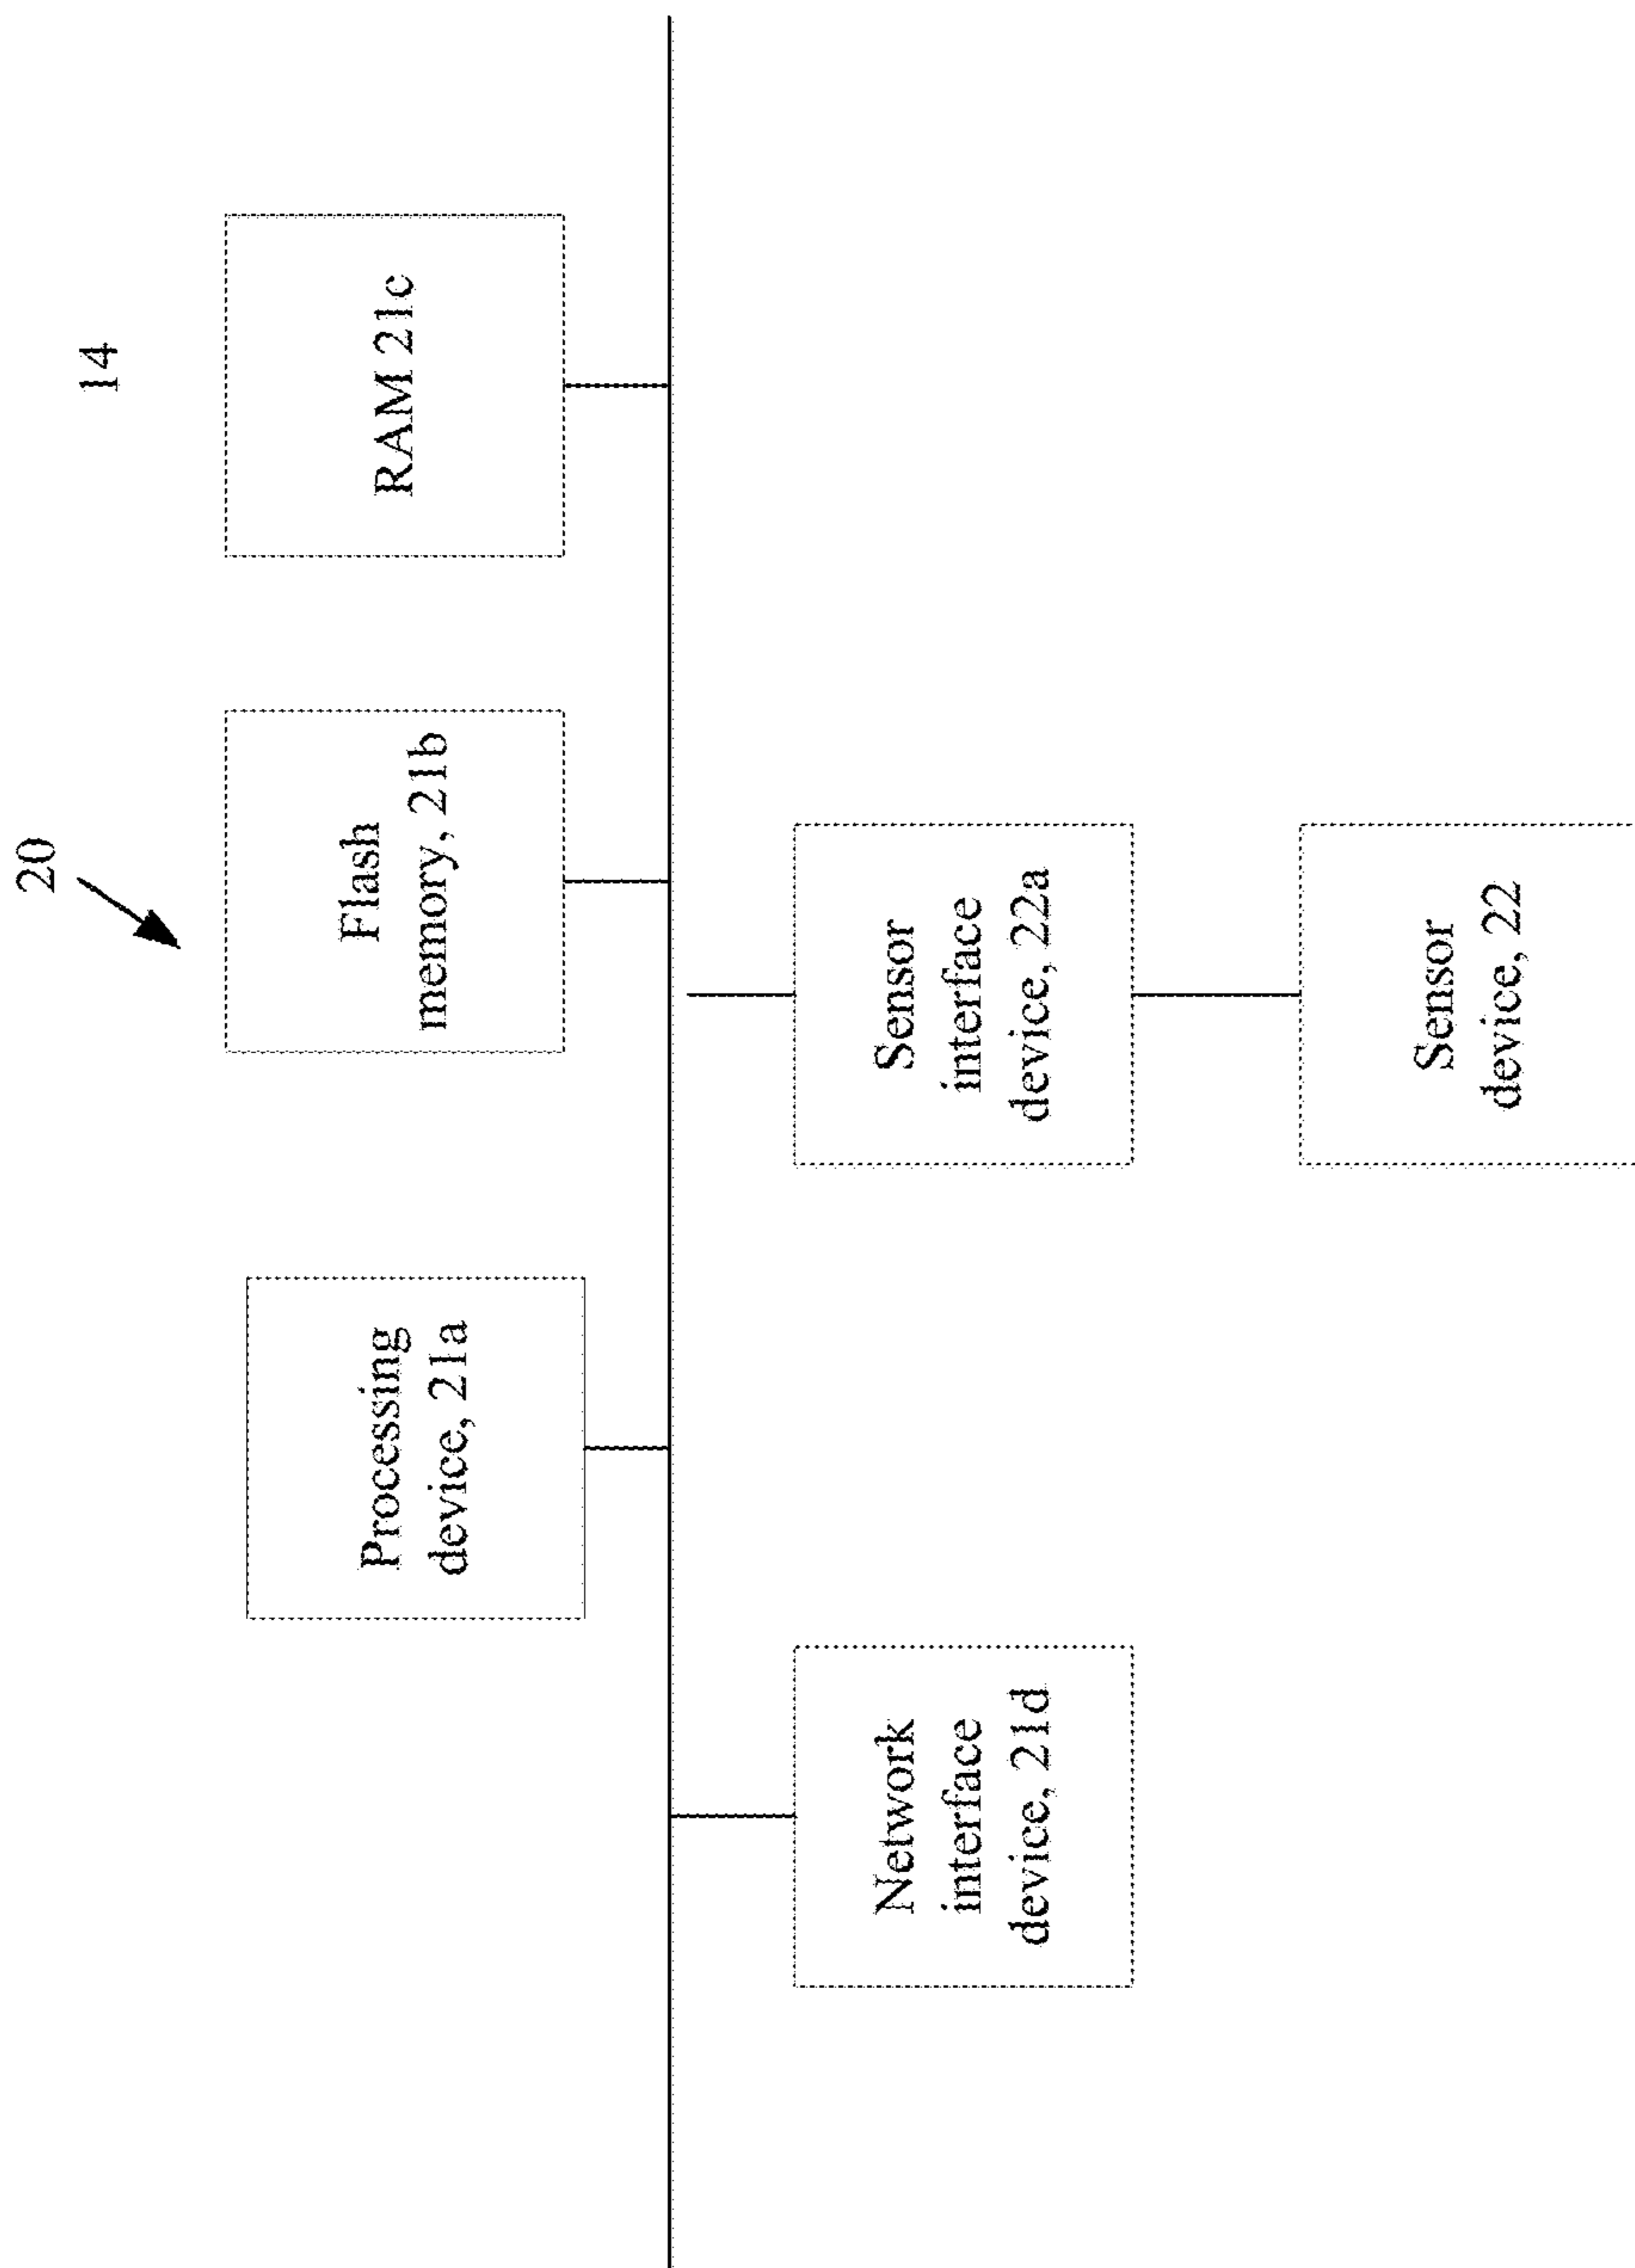 20
14
Processing
device, 21a
Flash
memory, 21b
RAM 21c
Network
interface
device, 21d
Sensor
interface
device, 22a
Sensor
device, 22